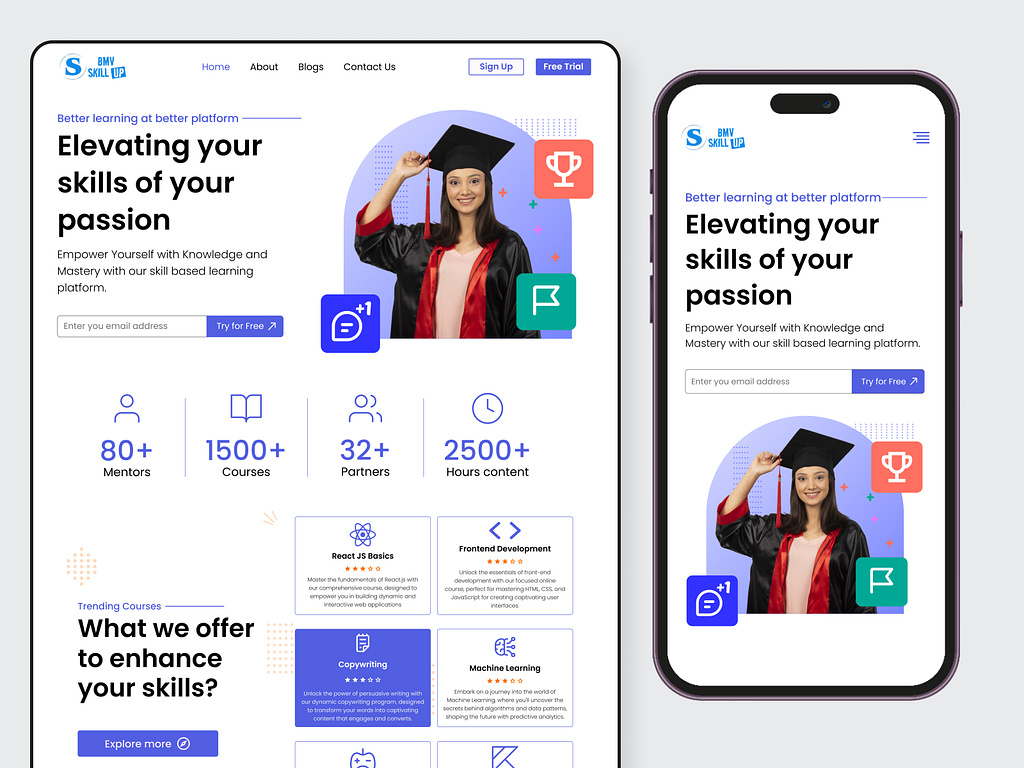 S
BMV
SKILL UP
Home
About
Blogs
Contact Us
Sign Up
Free Trial
Better learning at better platform
Elevating your
skills of your
passion
Empower Yourself with Knowledge and
Mastery with our skill based learning
platform.
Enter you email address
Try for Free
+1
80+
Mentors
1500+
Courses
32+
Partners
2500+
Hours content
Trending Courses
What we offer
to enhance
your skills?
Explore more
React JS Basics
Master the fundamentals of React.js with
our comprehensive course, designed to
empower you in building dynamic and
interactive web applications
Frontend Development
Unlock the essentials of front-end
development with our focused online
course, perfect for mastering HTML, CSS, and
JavaScript for creating captivating user
interfaces.
Copywriting
Unlock the power of persuasive writing with
our dynamic copywriting program, designed
to transform your words into captivating
content that engages and converts.
Machine Learning
Embark on a journey into the world of
Machine Learning, where you'll uncover the
secrets behind algorithms and data patterns,
shaping the future with predictive analytics.
S
BMV
SKILL UP
Better learning at better platform
Elevating your
skills of your
passion
Empower Yourself with Knowledge and
Mastery with our skill based learning platform.
Enter you email address
Try for Free
+1